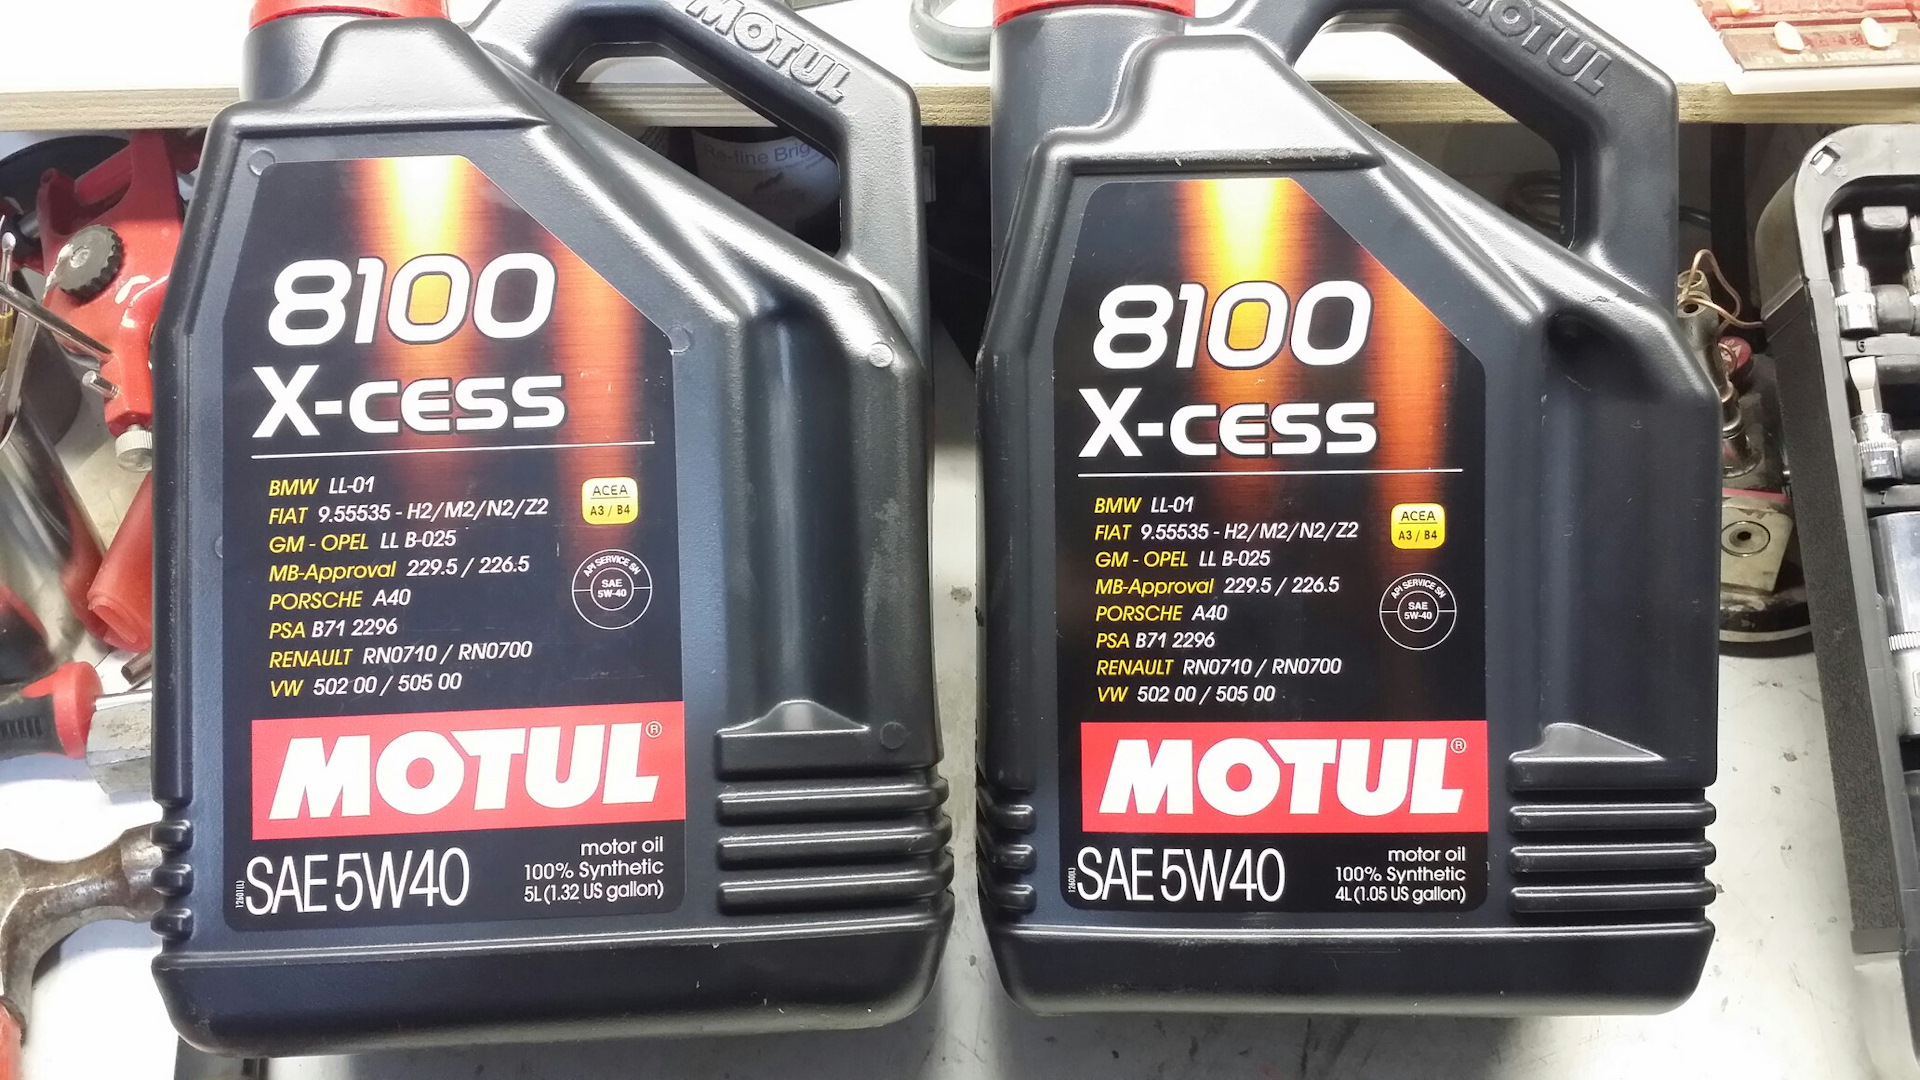 MOTUL
8100
X-CESS
BMW LL-01
FIAT 9.55535 - H2/M2/N2/Z2
GM - OPEL LL B-025
MB-Approval 229.5 / 226.5
PORSCHE A40
PSA B71 2296
RENAULT RN0710 / RN0700
VW 502 00 / 505 00
ACEA
A3 / B4
API SERVICE SN
SAE
5W-40
MOTUL®
SAE 5W40
motor oil
100% Synthetic
5L (1.32 US gallon)
Re-fine Brig
MOTUL
8100
X-CESS
BMW LL-01
FIAT 9.55535 - H2/M2/N2/Z2
GM - OPEL LL B-025
MB-Approval 229.5 / 226.5
PORSCHE A40
PSA B71 2296
RENAULT RN0710 / RN0700
VW 502 00 / 505 00
ACEA
A3 / B4
API SERVICE SN
SAE
5W-40
MOTUL®
SAE 5W40
motor oil
100% Synthetic
4L (1.05 US gallon)